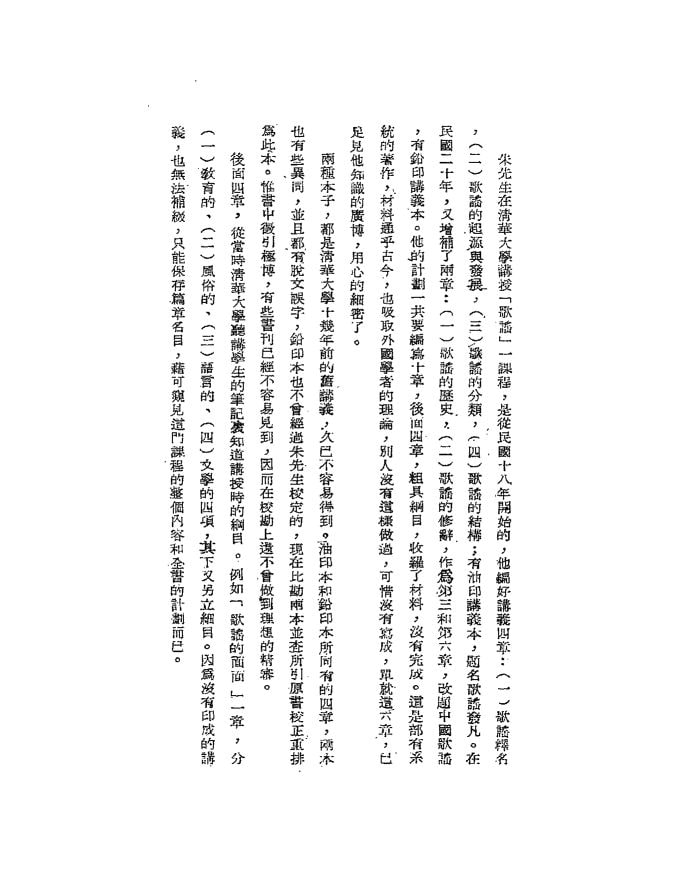 朱先生在清華大學講授「歌謠」一課程，是從民國十八年開始的，他編好講義四章：（一）歌謠釋名
，（二）歌謠的起源與發展，（三）歌謠的分類，（四）歌謠的結構；有油印講義本，題名歌謠發凡。在
民國二十年，又增補了兩章：（一）歌謠的歷史，（二）歌謠的修辭，作爲第三和第六章，改題中國歌謠
，有鉛印講義本。他的計劃一共要編寫十章，後面四章，粗具綱目，收羅了材料，沒有完成。這是部有系
統的著作，材料通乎古今，也吸取外國學者的理論，別人沒有這樣做過，可惜沒有寫成，單就這六章，已
足見他知識的廣博，用心的細密了。
兩種本子，都是清華大學十幾年前的舊講義，久已不容易得到。油印本和鉛印本所同有的四章，兩本
也有些異同，並且都有脫文誤字，鉛印本也不曾經過朱先生校定的，現在比勘兩本並查所引原書校正重排
爲此本。惟書中徵引極博，有些書刊已經不容易見到，因而在校勘上還不曾做到理想的精審。
後面四章，從當時清華大學聽講學生的筆記裏知道講授時的綱目。例如「歌謠的面面」一章，分
（一）教育的、（二）風俗的、（三）語言的、（四）文學的四項，其下又另立細目。因爲沒有印成的講
義，也無法補綴，只能保存篇章名目，藉可窺見這門課程的整個內容和全書的計劃而已。